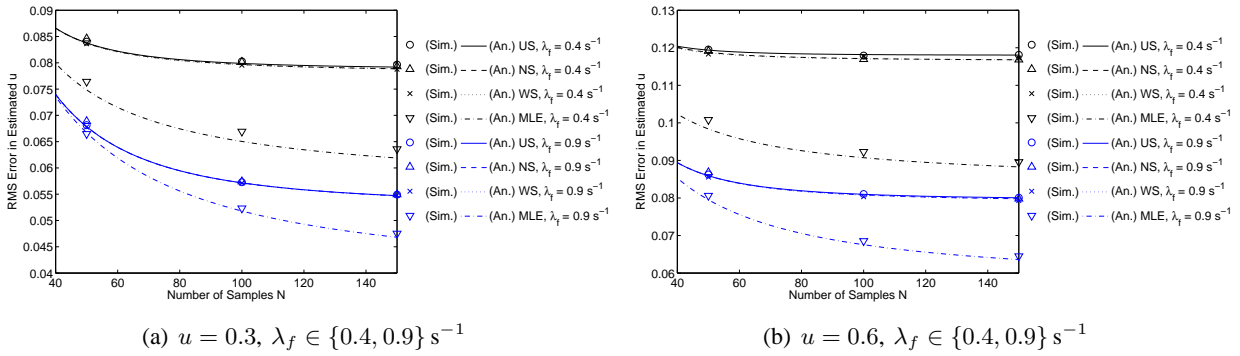 0.09
0.085
0.08
0.075
0.07
0.065
0.06
0.055
0.05
0.045
0.04
RMS Error in Estimated u
40 60 80 100 120 140
Number of Samples N
(Sim.) (An.) US, λf = 0.4 s⁻¹
(Sim.) (An.) NS, λf = 0.4 s⁻¹
(Sim.) (An.) WS, λf = 0.4 s⁻¹
(Sim.) (An.) MLE, λf = 0.4 s⁻¹
(Sim.) (An.) US, λf = 0.9 s⁻¹
(Sim.) (An.) NS, λf = 0.9 s⁻¹
(Sim.) (An.) WS, λf = 0.9 s⁻¹
(Sim.) (An.) MLE, λf = 0.9 s⁻¹
(a) u = 0.3, λf ∈ {0.4, 0.9} s⁻¹
0.13
0.12
0.11
0.1
0.09
0.08
0.07
0.06
RMS Error in Estimated u
40 60 80 100 120 140
Number of Samples N
(Sim.) (An.) US, λf = 0.4 s⁻¹
(Sim.) (An.) NS, λf = 0.4 s⁻¹
(Sim.) (An.) WS, λf = 0.4 s⁻¹
(Sim.) (An.) MLE, λf = 0.4 s⁻¹
(Sim.) (An.) US, λf = 0.9 s⁻¹
(Sim.) (An.) NS, λf = 0.9 s⁻¹
(Sim.) (An.) WS, λf = 0.9 s⁻¹
(Sim.) (An.) MLE, λf = 0.9 s⁻¹
(b) u = 0.6, λf ∈ {0.4, 0.9} s⁻¹